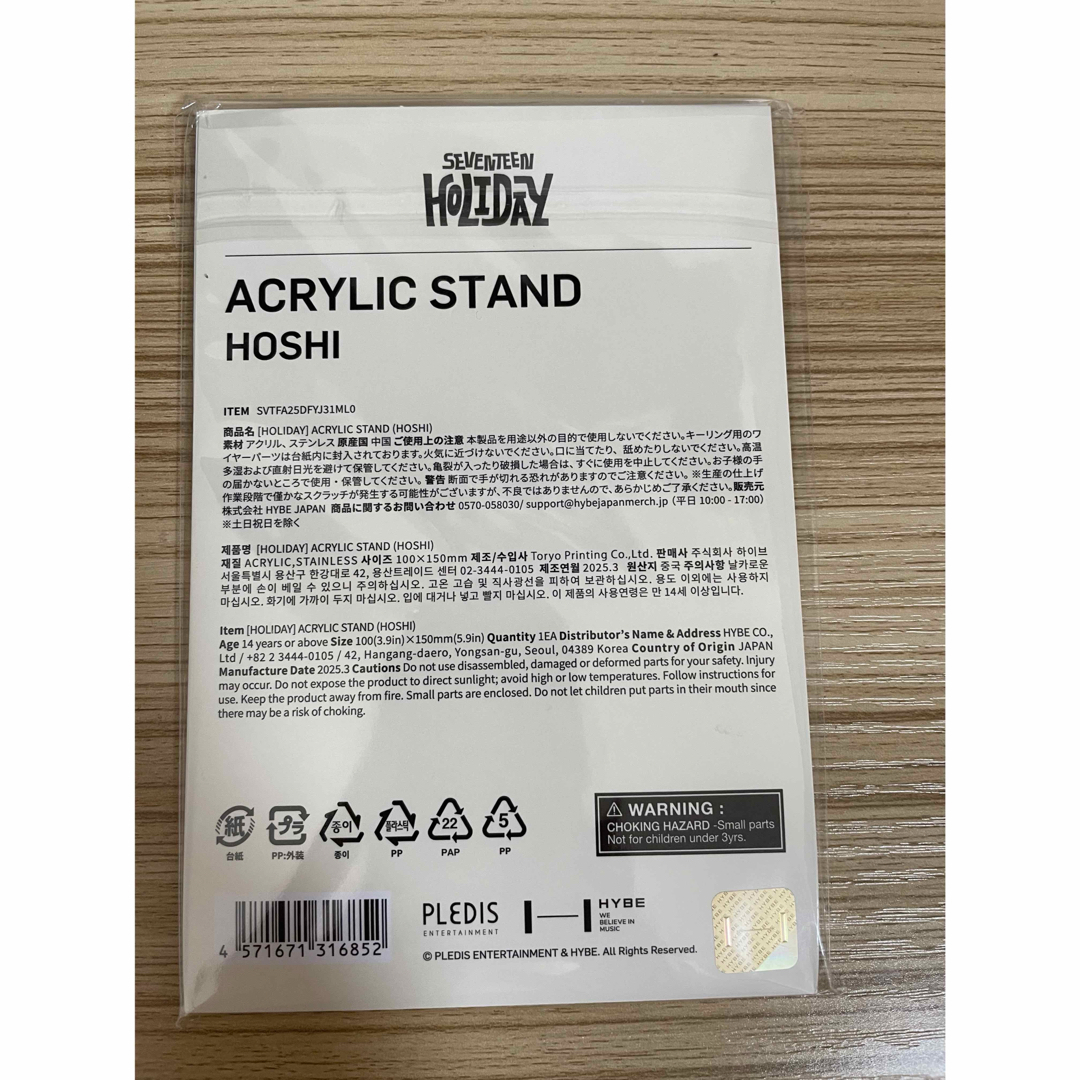 SEVENTEEN
HOLIDAY
ACRYLIC STAND
HOSHI
ITEM SVTFA25DFYJ31ML0
商品名 [HOLIDAY] ACRYLIC STAND (HOSHI)
素材 アクリル、ステンレス 原産国 中国 ご使用上の注意 本製品を用途以外の目的で使用しないでください。キーリング用のワ
イヤーパーツは台紙内に封入されております。火気に近づけないでください。口に当てたり、舐めたりしないでください。高温
多湿および直射日光を避けて保管してください。亀裂が入ったり破損した場合は、すぐに使用を中止してください。お子様の手
の届かないところで使用・保管してください。 警告 断面で手が切れる恐れがありますのでご注意ください。 ※生産の仕上げ
作業段階で僅かなスクラッチが発生する可能性がございますが、不良ではありませんので、あらかじめご了承ください。販売元
株式会社 HYBE JAPAN 商品に関するお問い合わせ 0570-058030/ support@hybejapanmerch.jp (平日 10:00 - 17:00)
※土日祝日を除く
제품명 [HOLIDAY] ACRYLIC STAND (HOSHI)
재질 ACRYLIC,STAINLESS 사이즈 100×150mm 제조/수입사 Toryo Printing Co.,Ltd. 판매사 주식회사 하이브
서울특별시 용산구 한강대로 42, 용산트레이드 센터 02-3444-0105 제조연월 2025.3 원산지 중국 주의사항 날카로운
부분에 손이 베일 수 있으니 주의하십시오. 고온 고습 및 직사광선을 피하여 보관하십시오. 용도 이외에는 사용하지
마십시오. 화기에 가까이 두지 마십시오. 입에 대거나 넣고 빨지 마십시오. 이 제품의 사용연령은 만 14세 이상입니다.
Item [HOLIDAY] ACRYLIC STAND (HOSHI)
Age 14 years or above Size 100(3.9in)×150mm(5.9in) Quantity 1EA Distributor's Name & Address HYBE CO.,
Ltd / +82 2 3444-0105 / 42, Hangang-daero, Yongsan-gu, Seoul, 04389 Korea Country of Origin JAPAN
Manufacture Date 2025.3 Cautions Do not use disassembled, damaged or deformed parts for your safety. Injury
may occur. Do not expose the product to direct sunlight; avoid high or low temperatures. Follow instructions for
use. Keep the product away from fire. Small parts are enclosed. Do not let children put parts in their mouth since
there may be a risk of choking.
紙 プラ 종이 플라스틱 22 5
台紙 PP:外装 종이 PP PAP PP
WARNING :
CHOKING HAZARD -Small parts
Not for children under 3yrs.
4 571671 316852
PLEDIS
ENTERTAINMENT
HYBE
WE
BELIEVE IN
MUSIC
© PLEDIS ENTERTAINMENT & HYBE. All Rights Reserved.
HYBE HYBE HYBE